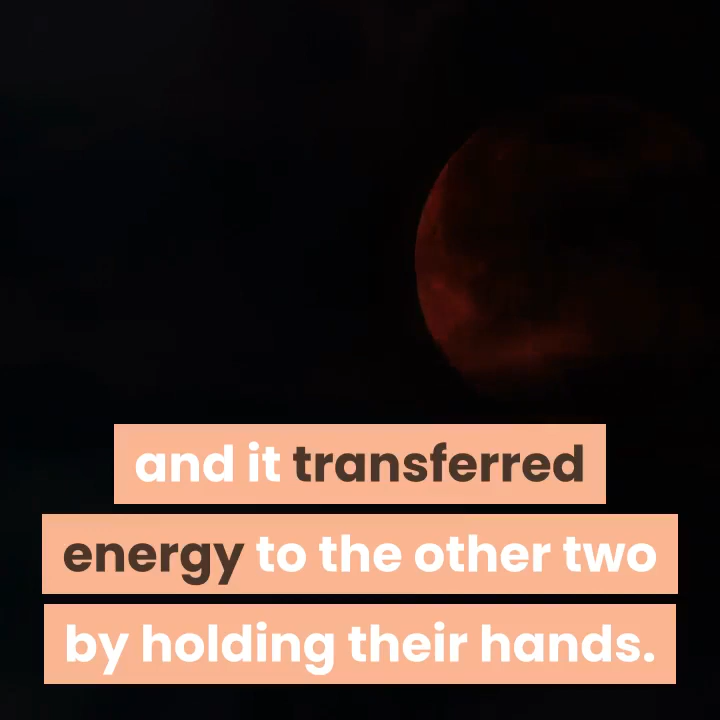 and it transferred
energy to the other two
by holding their hands.